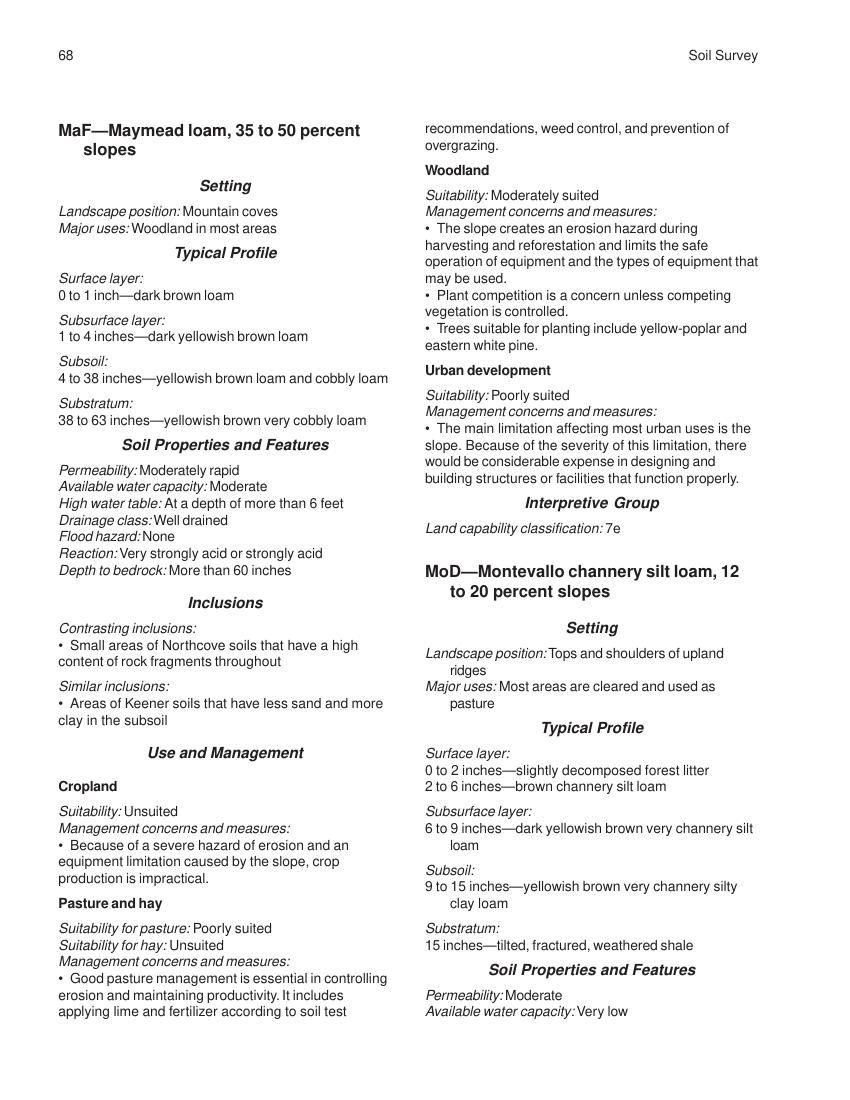 68
Soil Survey
MaF—Maymead loam, 35 to 50 percent
slopes
Setting
Landscape position: Mountain coves
Major uses: Woodland in most areas
Typical Profile
Surface layer:
0 to 1 inch—dark brown loam
Subsurface layer:
1 to 4 inches—dark yellowish brown loam
Subsoil:
4 to 38 inches—yellowish brown loam and cobbly loam
Substratum:
38 to 63 inches—yellowish brown very cobbly loam
Soil Properties and Features
Permeability: Moderately rapid
Available water capacity: Moderate
High water table: At a depth of more than 6 feet
Drainage class: Well drained
Flood hazard: None
Reaction: Very strongly acid or strongly acid
Depth to bedrock: More than 60 inches
Inclusions
Contrasting inclusions:
• Small areas of Northcove soils that have a high
content of rock fragments throughout
Similar inclusions:
• Areas of Keener soils that have less sand and more
clay in the subsoil
Use and Management
Cropland
Suitability: Unsuited
Management concerns and measures:
• Because of a severe hazard of erosion and an
equipment limitation caused by the slope, crop
production is impractical.
Pasture and hay
Suitability for pasture: Poorly suited
Suitability for hay: Unsuited
Management concerns and measures:
• Good pasture management is essential in controlling
erosion and maintaining productivity. It includes
applying lime and fertilizer according to soil test
recommendations, weed control, and prevention of
overgrazing.
Woodland
Suitability: Moderately suited
Management concerns and measures:
• The slope creates an erosion hazard during
harvesting and reforestation and limits the safe
operation of equipment and the types of equipment that
may be used.
• Plant competition is a concern unless competing
vegetation is controlled.
• Trees suitable for planting include yellow-poplar and
eastern white pine.
Urban development
Suitability: Poorly suited
Management concerns and measures:
• The main limitation affecting most urban uses is the
slope. Because of the severity of this limitation, there
would be considerable expense in designing and
building structures or facilities that function properly.
Interpretive Group
Land capability classification: 7e
MoD—Montevallo channery silt loam, 12
to 20 percent slopes
Setting
Landscape position: Tops and shoulders of upland
ridges
Major uses: Most areas are cleared and used as
pasture
Typical Profile
Surface layer:
0 to 2 inches—slightly decomposed forest litter
2 to 6 inches—brown channery silt loam
Subsurface layer:
6 to 9 inches—dark yellowish brown very channery silt
loam
Subsoil:
9 to 15 inches—yellowish brown very channery silty
clay loam
Substratum:
15 inches—tilted, fractured, weathered shale
Soil Properties and Features
Permeability: Moderate
Available water capacity: Very low